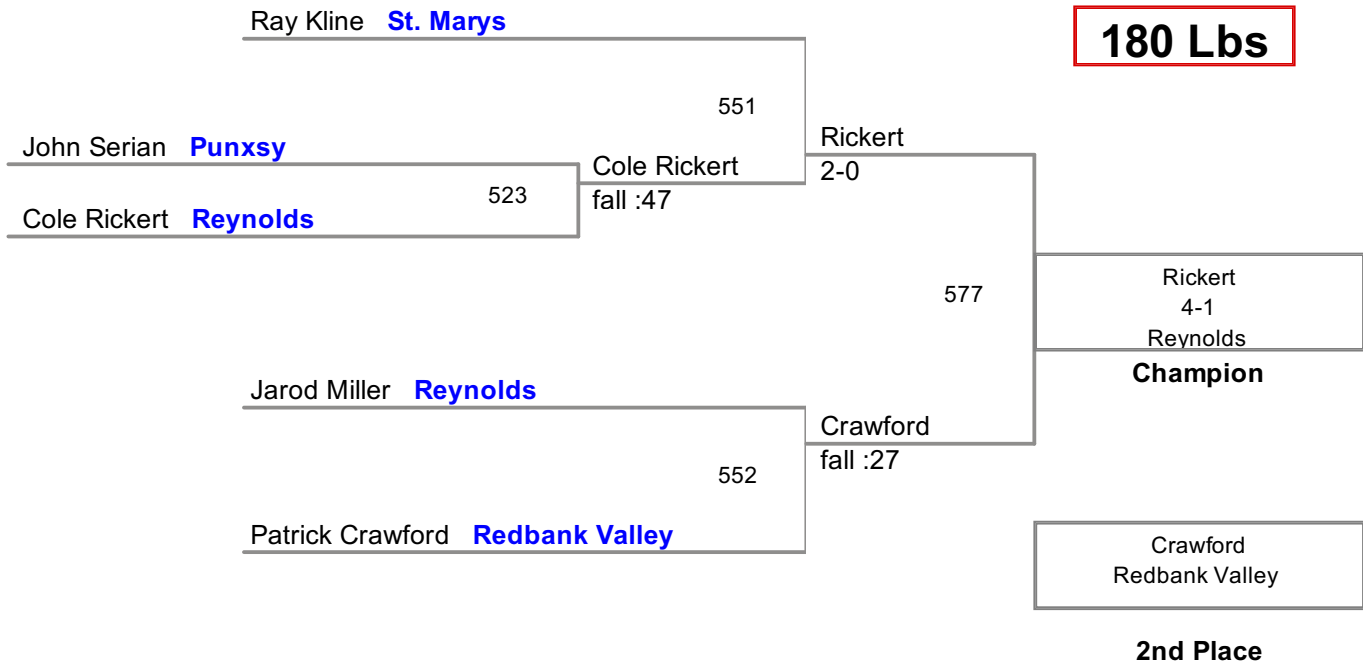 Ray Kline St. Marys
180 Lbs
551
John Serian Punxsy
Rickert
2-0
Cole Rickert
fall :47
523
Cole Rickert Reynolds
577
Rickert
4-1
Reynolds
Champion
Jarod Miller Reynolds
Crawford
fall :27
552
Patrick Crawford Redbank Valley
Crawford
Redbank Valley
2nd Place